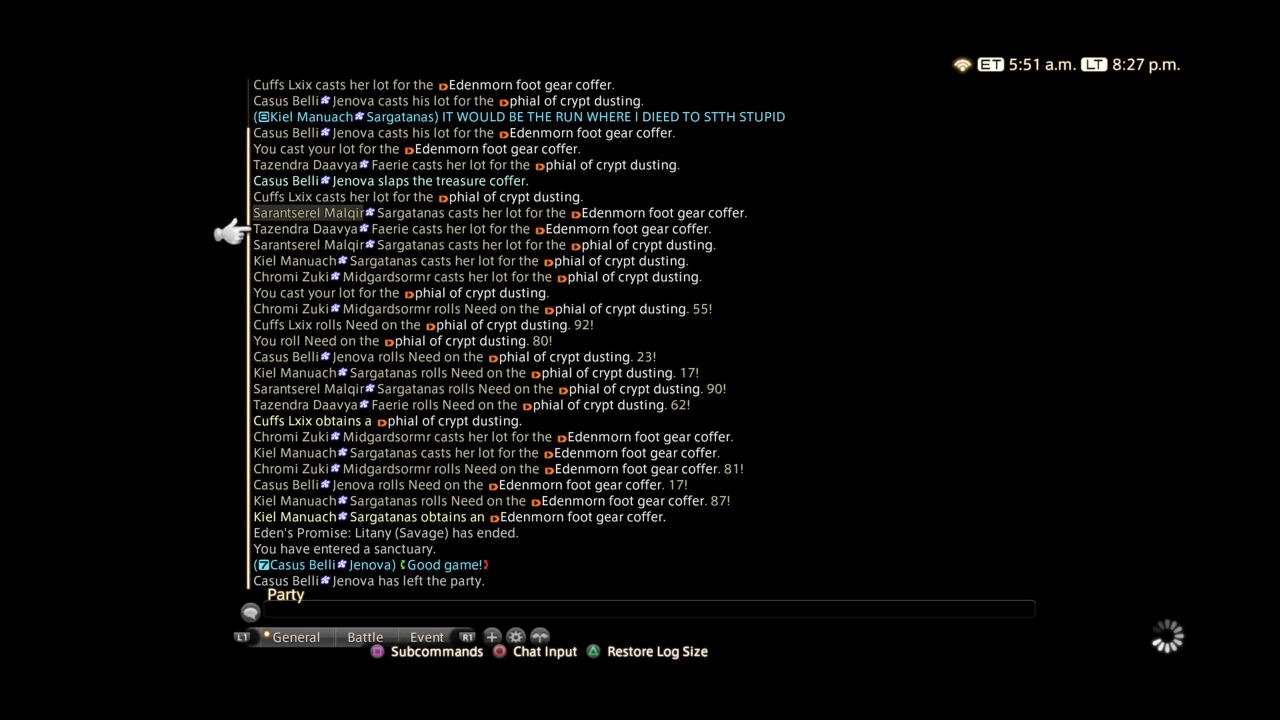 ET 5:51 a.m. LT 8:27 p.m.
Cuffs Lxix casts her lot for the Edenmorn foot gear coffer.
Casus Belli Jenova casts his lot for the phial of crypt dusting.
(Kiel Manuach Sargatanas) IT WOULD BE THE RUN WHERE I DIEED TO STTH STUPID
Casus Belli Jenova casts his lot for the Edenmorn foot gear coffer.
You cast your lot for the Edenmorn foot gear coffer.
Tazendra Daavya Faerie casts her lot for the phial of crypt dusting.
Casus Belli Jenova slaps the treasure coffer.
Cuffs Lxix casts her lot for the phial of crypt dusting.
Sarantserel Malqir Sargatanas casts her lot for the Edenmorn foot gear coffer.
Tazendra Daavya Faerie casts her lot for the Edenmorn foot gear coffer.
Sarantserel Malqir Sargatanas casts her lot for the phial of crypt dusting.
Kiel Manuach Sargatanas casts her lot for the phial of crypt dusting.
Chromi Zuki Midgardsormr casts her lot for the phial of crypt dusting.
You cast your lot for the phial of crypt dusting.
Chromi Zuki Midgardsormr rolls Need on the phial of crypt dusting. 55!
Cuffs Lxix rolls Need on the phial of crypt dusting. 92!
You roll Need on the phial of crypt dusting. 80!
Casus Belli Jenova rolls Need on the phial of crypt dusting. 23!
Kiel Manuach Sargatanas rolls Need on the phial of crypt dusting. 17!
Sarantserel Malqir Sargatanas rolls Need on the phial of crypt dusting. 90!
Tazendra Daavya Faerie rolls Need on the phial of crypt dusting. 62!
Cuffs Lxix obtains a phial of crypt dusting.
Chromi Zuki Midgardsormr casts her lot for the Edenmorn foot gear coffer.
Kiel Manuach Sargatanas casts her lot for the Edenmorn foot gear coffer.
Chromi Zuki Midgardsormr rolls Need on the Edenmorn foot gear coffer. 81!
Casus Belli Jenova rolls Need on the Edenmorn foot gear coffer. 17!
Kiel Manuach Sargatanas rolls Need on the Edenmorn foot gear coffer. 87!
Kiel Manuach Sargatanas obtains an Edenmorn foot gear coffer.
Eden's Promise: Litany (Savage) has ended.
You have entered a sanctuary.
(7Casus Belli Jenova) Good game!
Casus Belli Jenova has left the party.
Party
L1 General Battle Event R1
Subcommands Chat Input Restore Log Size